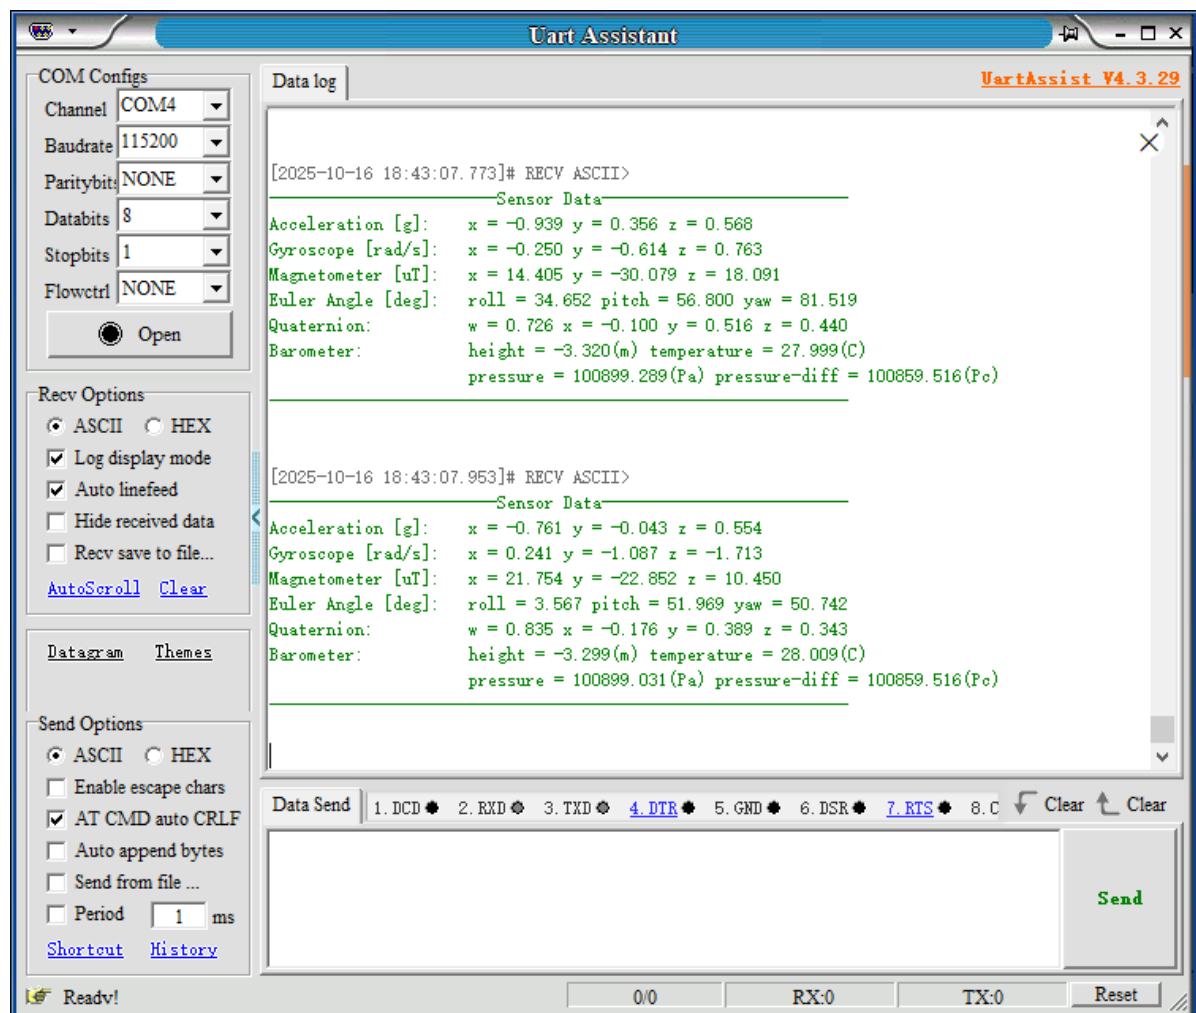 Uart Assistant
COM Configs
Channel COM4
Baudrate 115200
Paritybit: NONE
Databits 8
Stopbits 1
Flowctrl NONE
Open
Recv Options
ASCII HEX
Log display mode
Auto linefeed
Hide received data
Recv save to file...
AutoScroll Clear
Datagram Themes
Send Options
ASCII HEX
Enable escape chars
AT CMD auto CRLF
Auto append bytes
Send from file ...
Period 1 ms
Shortcut History
Data log
UartAssist V4.3.29
[2025-10-16 18:43:07.773]# RECV ASCII>
Sensor Data
Acceleration [g]: x = -0.939 y = 0.356 z = 0.568
Gyroscope [rad/s]: x = -0.250 y = -0.614 z = 0.763
Magnetometer [uT]: x = 14.405 y = -30.079 z = 18.091
Euler Angle [deg]: roll = 34.652 pitch = 56.800 yaw = 81.519
Quaternion: w = 0.726 x = -0.100 y = 0.516 z = 0.440
Barometer: height = -3.320(m) temperature = 27.999(C)
pressure = 100899.289(Pa) pressure-diff = 100859.516(Pc)
[2025-10-16 18:43:07.953]# RECV ASCII>
Sensor Data
Acceleration [g]: x = -0.761 y = -0.043 z = 0.554
Gyroscope [rad/s]: x = 0.241 y = -1.087 z = -1.713
Magnetometer [uT]: x = 21.754 y = -22.852 z = 10.450
Euler Angle [deg]: roll = 3.567 pitch = 51.969 yaw = 50.742
Quaternion: w = 0.835 x = -0.176 y = 0.389 z = 0.343
Barometer: height = -3.299(m) temperature = 28.009(C)
pressure = 100899.031(Pa) pressure-diff = 100859.516(Pc)
Data Send 1. DCD 2. RXD 3. TXD 4. DTR 5. GND 6. DSR 7. RTS 8. C Clear Clear
Send
Ready! 0/0 RX:0 TX:0 Reset